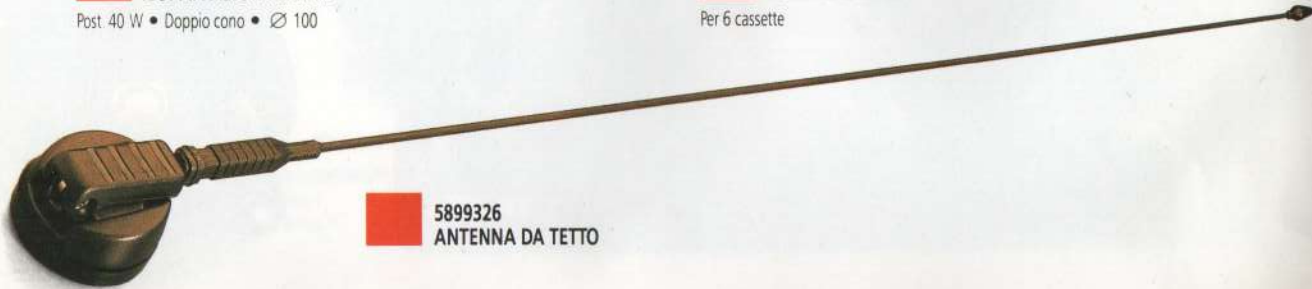 Post 40 W • Doppio cono • Ø 100
Per 6 cassette
5899326
ANTENNA DA TETTO